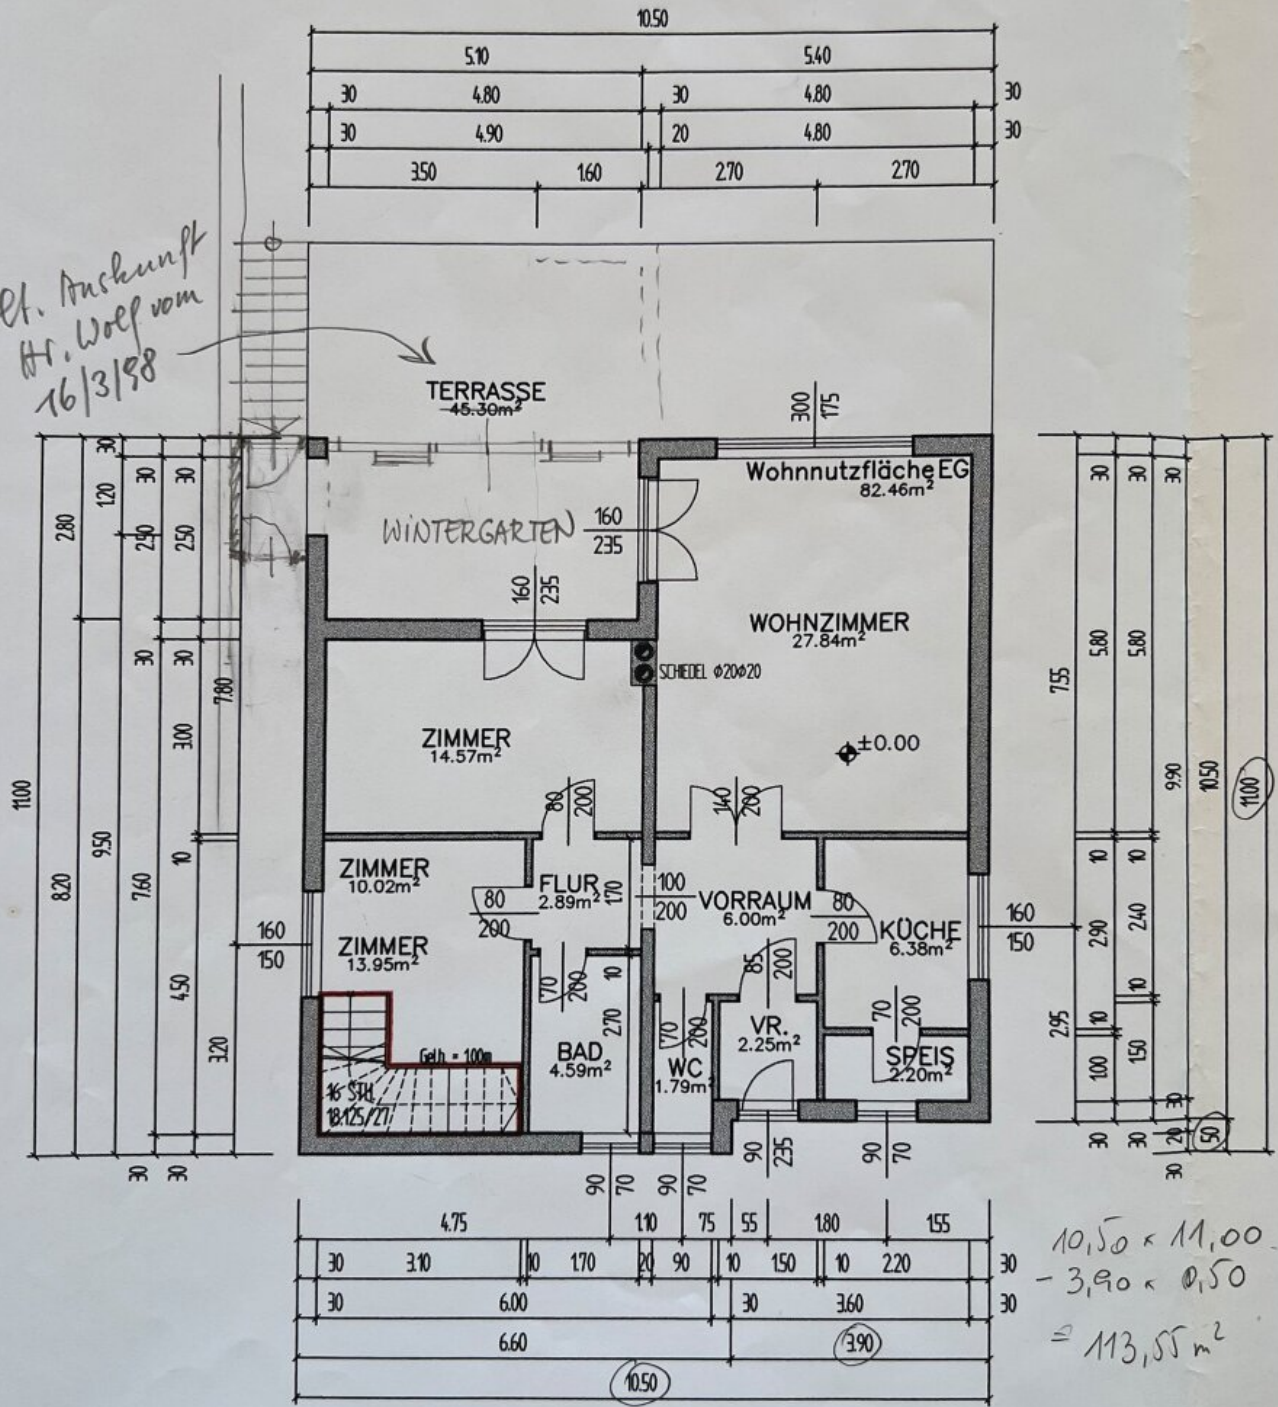 10.50
5.10 5.40
30 4.80 30 4.80 30
30 4.90 20 4.80 30
3.50 1.60 2.70 2.70
lt. Auskunft
Hr. Wolf vom
16/3/98
TERRASSE
45.30m²
300
175
Wohnnutzfläche EG
82.46m²
WINTERGARTEN
160
235
160
235
WOHNZIMMER
27.84m²
SCHIEDEL Ø20Ø20
ZIMMER
14.57m²
±0.00
80
200
140
200
ZIMMER
10.02m²
FLUR
2.89m²
170
80
200
100
200
VORRAUM
6.00m²
80
200
KÜCHE
6.38m²
160
150
160
150
ZIMMER
13.95m²
85
200
70
200
10
270
70
200
70
200
VR.
2.25m²
BAD
4.59m²
WC
1.79m²
SPEIS
2.20m²
Gelh. = 100m
16 STH
18.125/27
90
70
90
70
90
235
90
70
11.00
2.80 8.20
9.50
30 1.20
7.60
30 2.50 30
30 2.50 30 3.00 10 4.50
7.80 3.20
30 30
7.55 2.95
30 5.80 10 2.90 10 1.00 30
30 5.80 10 2.40 10 1.50 30
30 9.90 30 20 30
10.50 50
11.00
4.75 1.10 75 55 1.80 1.55
30 3.10 10 1.70 20 90 10 1.50 10 2.20 30
30 6.00 30 3.60 30
6.60 3.90
10.50
10,50 x 11,00
- 3,90 x 0,50
= 113,55 m²